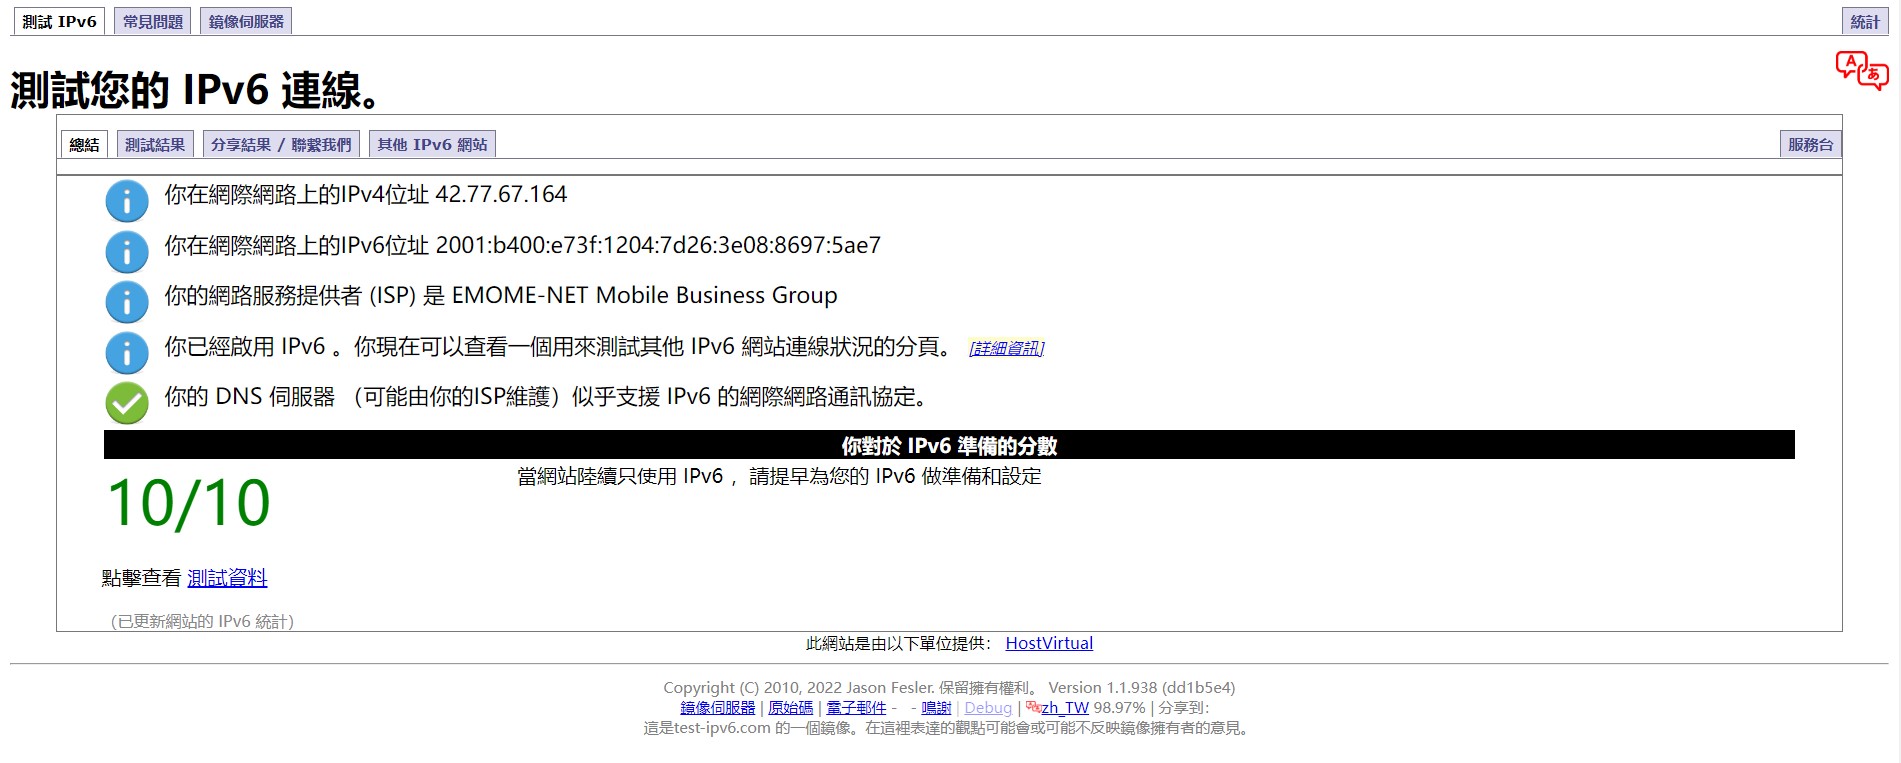 測試 IPv6 常見問題 鏡像伺服器 統計
測試您的 IPv6 連線。
總結 測試結果 分享結果 / 聯繫我們 其他 IPv6 網站 服務台
你在網際網路上的IPv4位址 42.77.67.164
你在網際網路上的IPv6位址 2001:b400:e73f:1204:7d26:3e08:8697:5ae7
你的網路服務提供者 (ISP) 是 EMOME-NET Mobile Business Group
你已經啟用 IPv6 。你現在可以查看一個用來測試其他 IPv6 網站連線狀況的分頁。 [詳細資訊]
你的 DNS 伺服器 （可能由你的ISP維護）似乎支援 IPv6 的網際網路通訊協定。
你對於 IPv6 準備的分數
10/10 當網站陸續只使用 IPv6 ，請提早為您的 IPv6 做準備和設定
點擊查看 測試資料
（已更新網站的 IPv6 統計）
此網站是由以下單位提供： HostVirtual
Copyright (C) 2010, 2022 Jason Fesler. 保留擁有權利。 Version 1.1.938 (dd1b5e4)
鏡像伺服器 | 原始碼 | 電子郵件 - - 鳴謝 | Debug | zh_TW 98.97% | 分享到：
這是test-ipv6.com 的一個鏡像。在這裡表達的觀點可能會或可能不反映鏡像擁有者的意見。